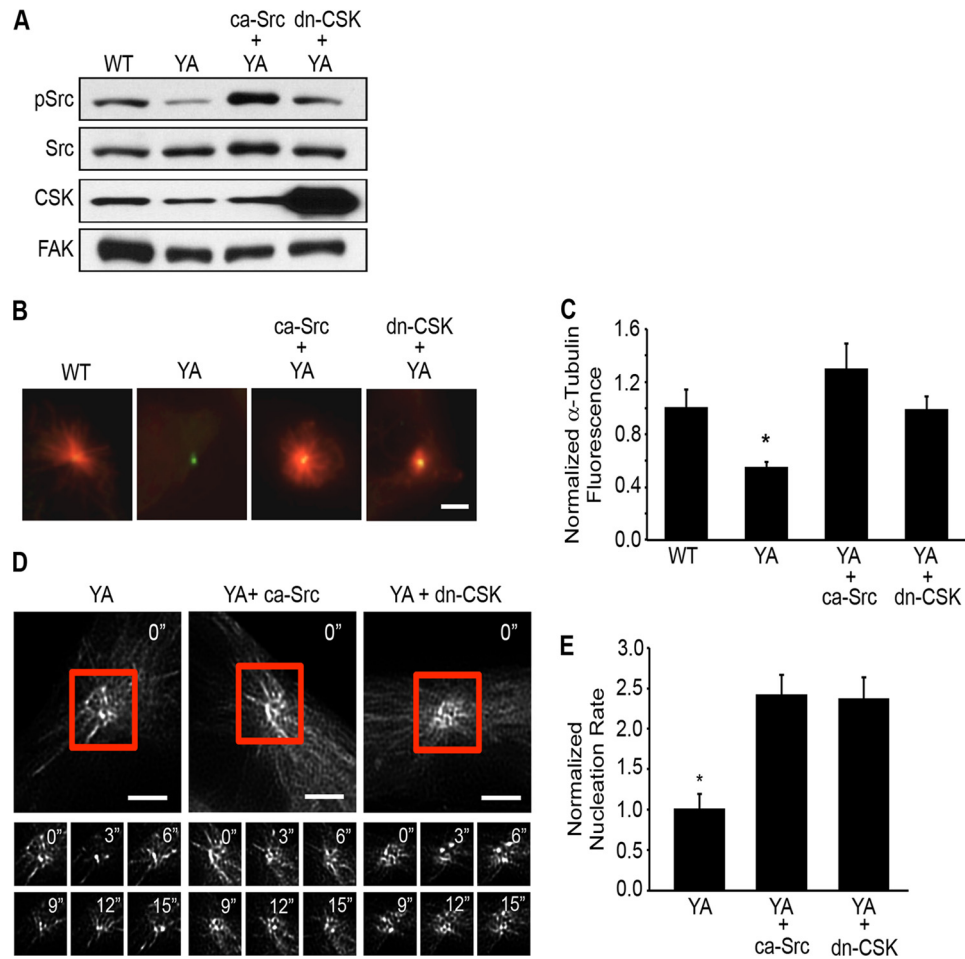 A
ca-Src dn-CSK
+ +
WT YA YA YA
pSrc
Src
CSK
FAK
B
ca-Src dn-CSK
+ +
WT YA YA YA
C
Normalized α-Tubulin
Fluorescence
1.6
1.2
0.8
0.4
0.0
*
WT YA YA YA
+ +
ca-Src dn-CSK
D
YA YA+ ca-Src YA + dn-CSK
0” 0” 0”
0” 3” 6” 0” 3” 6” 0” 3” 6”
9” 12” 15” 9” 12” 15” 9” 12” 15”
E
Normalized
Nucleation Rate
3.0
2.5
2.0
1.5
1.0
0.5
0.0
*
YA YA YA
+ +
ca-Src dn-CSK